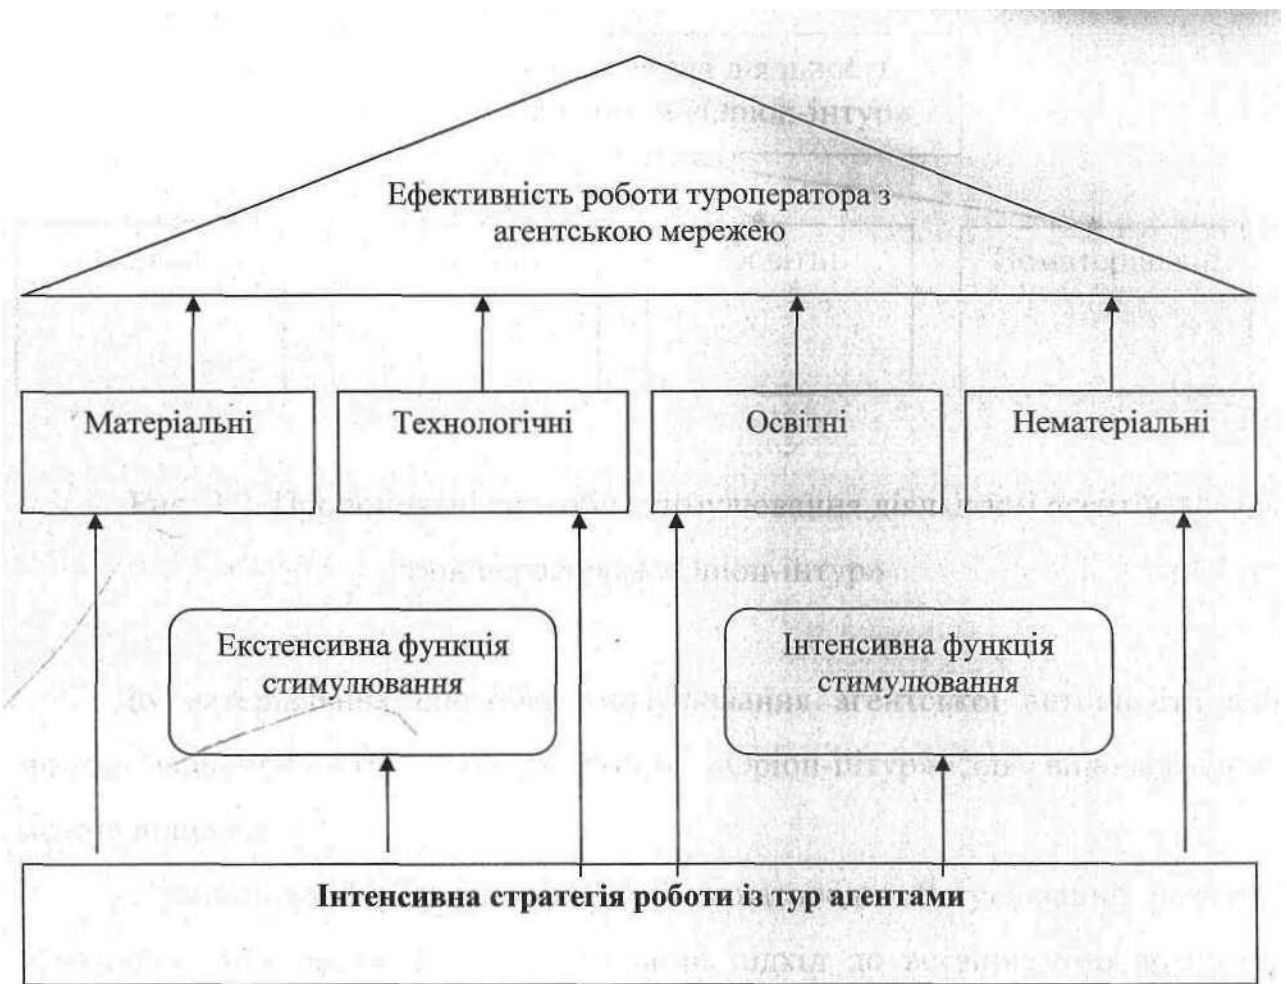 Ефективність роботи туроператора з
агентською мережею
Матеріальні
Технологічні
Освітні
Нематеріальні
Екстенсивна функція
стимулювання
Інтенсивна функція
стимулювання
Інтенсивна стратегія роботи із тур агентами